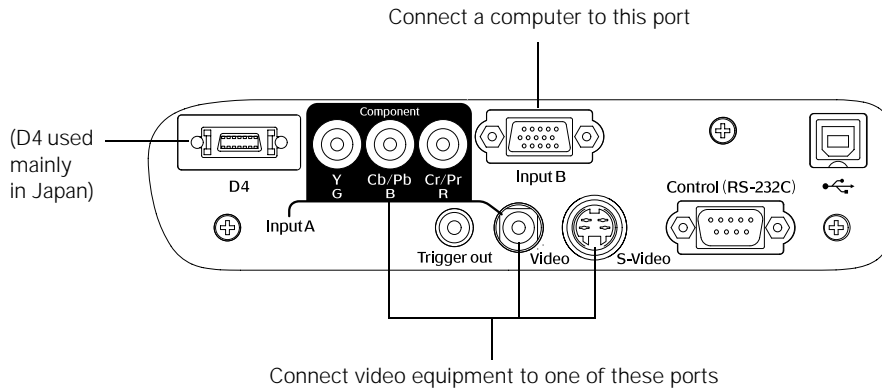 Connect a computer to this port
(D4 used
mainly
in Japan)
Component
D4
Y
G
Cb/Pb
B
Cr/Pr
R
Input B
Control (RS-232C)
InputA
Trigger out
Video
S-Video
Connect video equipment to one of these ports